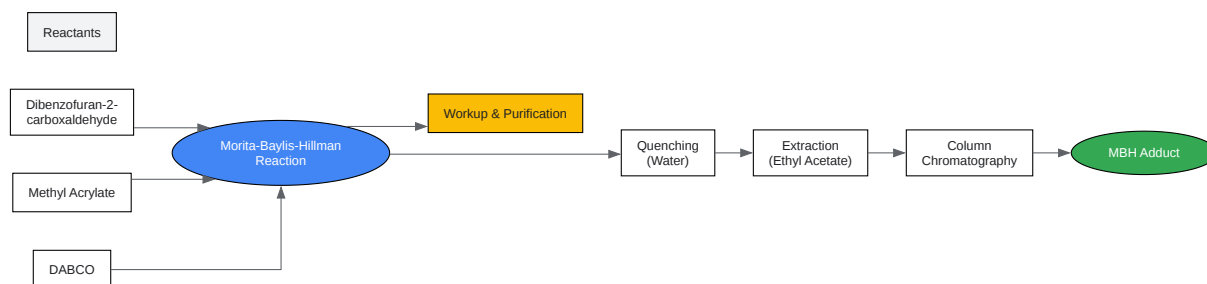 Reactants
Dibenzofuran-2-
carboxaldehyde
Methyl Acrylate
DABCO
Morita-Baylis-Hillman
Reaction
Workup & Purification
Quenching
(Water)
Extraction
(Ethyl Acetate)
Column
Chromatography
MBH Adduct